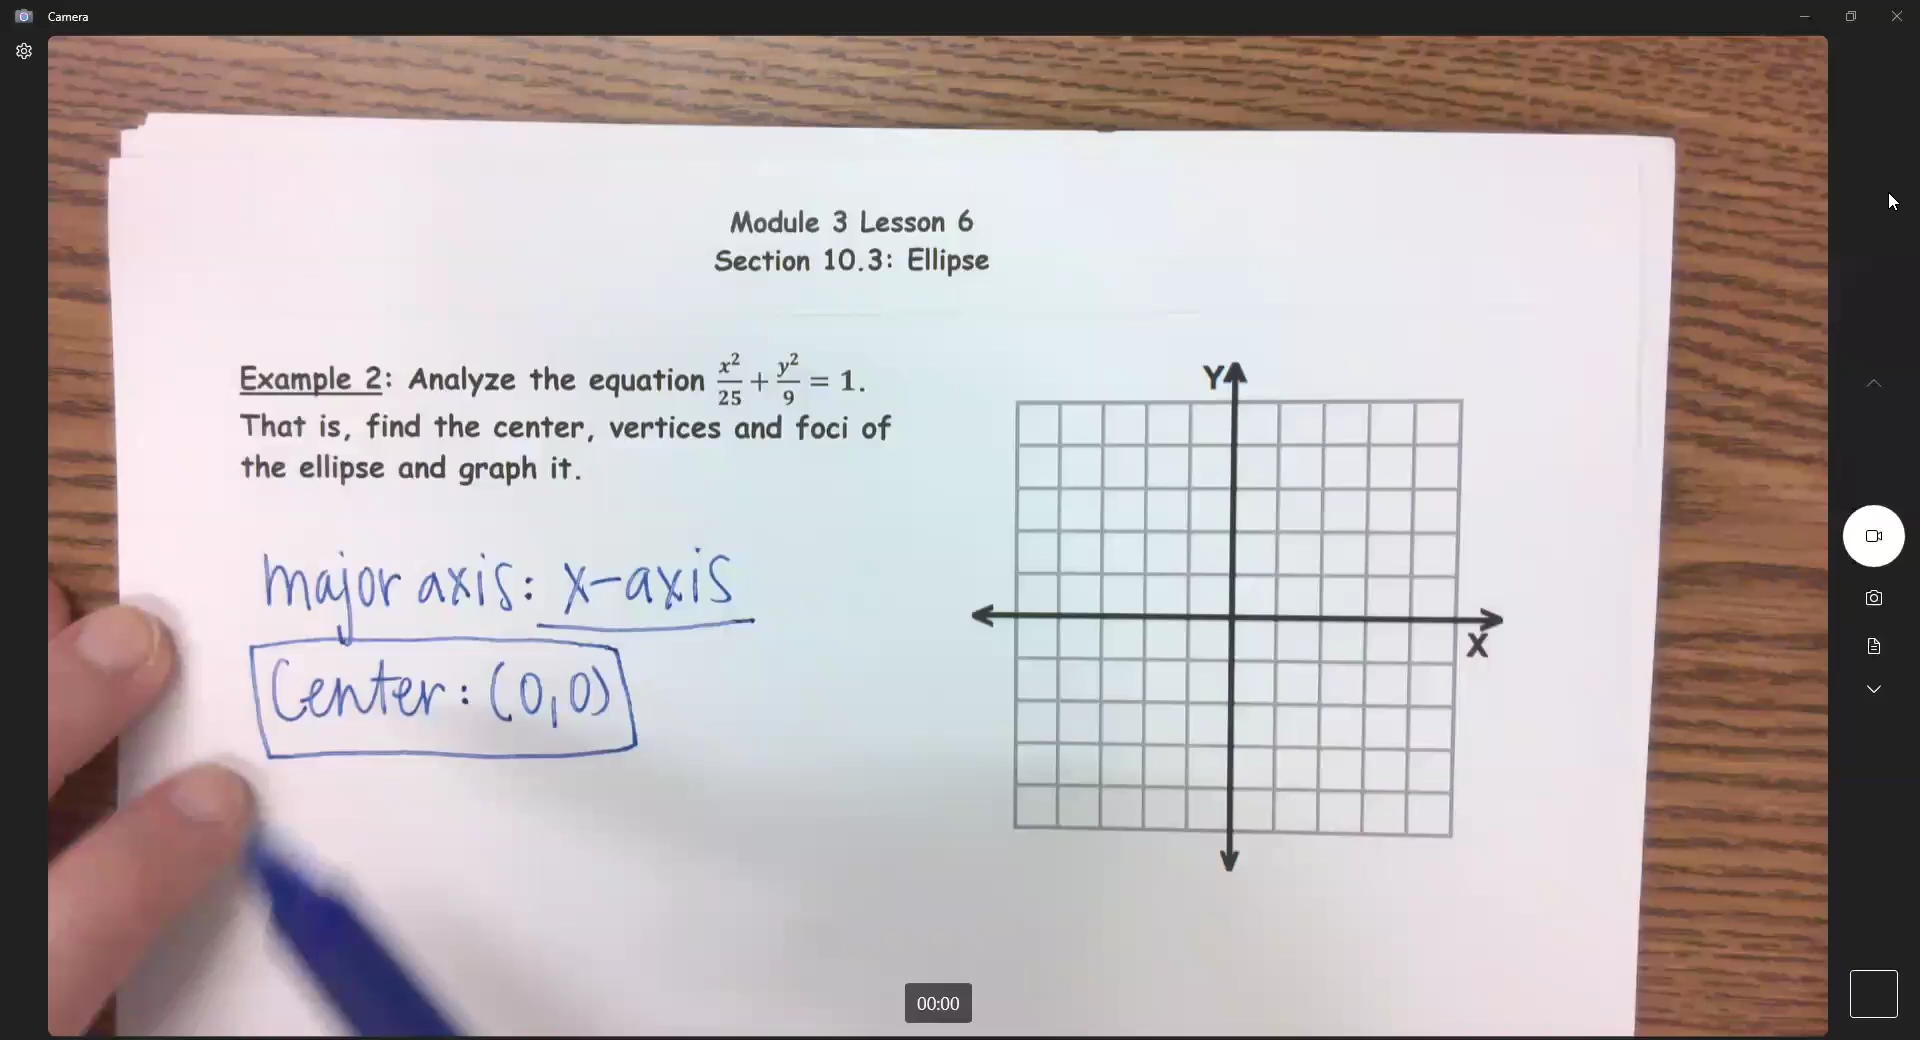 Camera
Module 3 Lesson 6
Section 10.3: Ellipse
Example 2: Analyze the equation x²/25 + y²/9 = 1.
That is, find the center, vertices and foci of
the ellipse and graph it.
major axis: x-axis
Center: (0,0)
Y
X
00:00